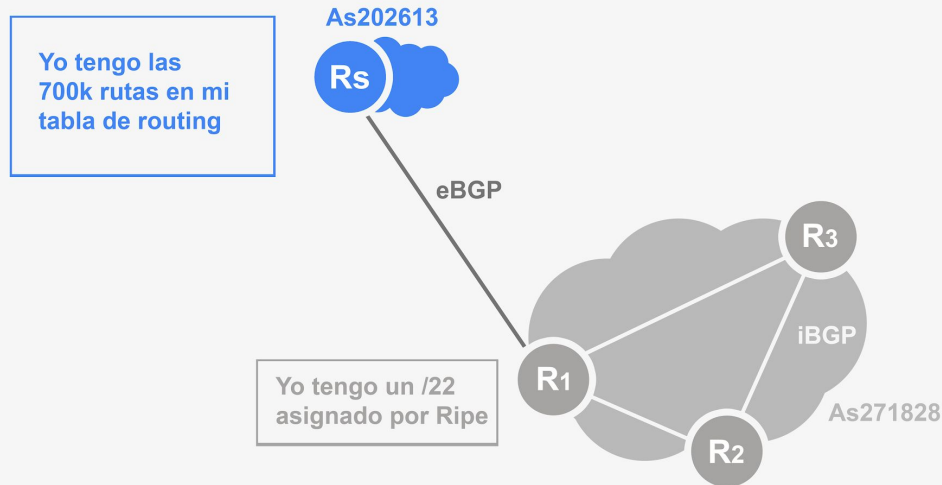 As202613
Yo tengo las
700k rutas en mi
tabla de routing
Rs
eBGP
R3
iBGP
R1
Yo tengo un /22
asignado por Ripe
As271828
R2